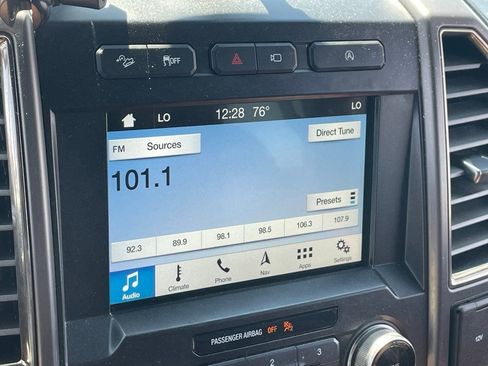 OFF
A
LO 12:28 76° LO
FM Sources
Direct Tune
101.1
Presets
92.3 89.9 98.1 98.5 106.3 107.9
Audio Climate Phone Nav Apps Settings
PASSENGER AIRBAG OFF
2 3
12V